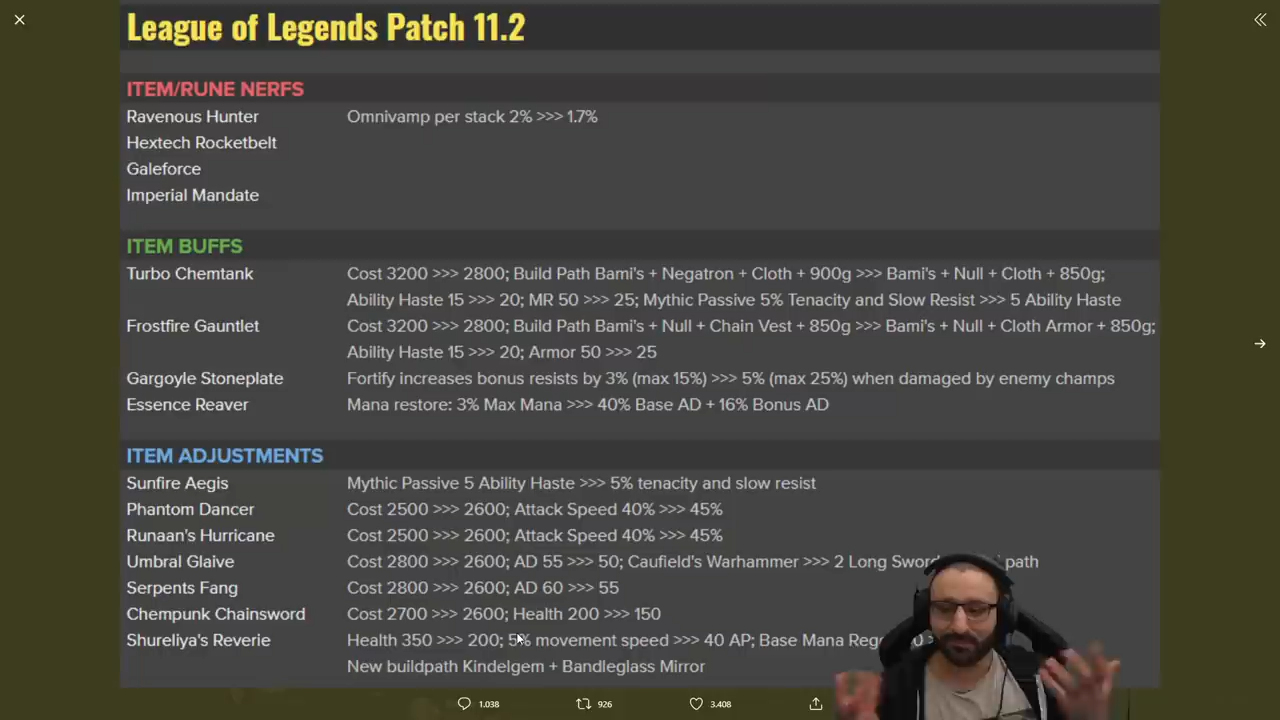 League of Legends Patch 11.2
ITEM/RUNE NERFS
Ravenous Hunter Omnivamp per stack 2% >>> 1.7%
Hextech Rocketbelt
Galeforce
Imperial Mandate
ITEM BUFFS
Turbo Chemtank Cost 3200 >>> 2800; Build Path Bami's + Negatron + Cloth + 900g >>> Bami's + Null + Cloth + 850g;
Ability Haste 15 >>> 20; MR 50 >>> 25; Mythic Passive 5% Tenacity and Slow Resist >>> 5 Ability Haste
Frostfire Gauntlet Cost 3200 >>> 2800; Build Path Bami's + Null + Chain Vest + 850g >>> Bami's + Null + Cloth Armor + 850g;
Ability Haste 15 >>> 20; Armor 50 >>> 25
Gargoyle Stoneplate Fortify increases bonus resists by 3% (max 15%) >>> 5% (max 25%) when damaged by enemy champs
Essence Reaver Mana restore: 3% Max Mana >>> 40% Base AD + 16% Bonus AD
ITEM ADJUSTMENTS
Sunfire Aegis Mythic Passive 5 Ability Haste >>> 5% tenacity and slow resist
Phantom Dancer Cost 2500 >>> 2600; Attack Speed 40% >>> 45%
Runaan's Hurricane Cost 2500 >>> 2600; Attack Speed 40% >>> 45%
Umbral Glaive Cost 2800 >>> 2600; AD 55 >>> 50; Caufield's Warhammer >>> 2 Long path
Serpents Fang Cost 2800 >>> 2600; AD 60 >>> 55
Chempunk Chainsword Cost 2700 >>> 2600; Health 200 >>> 150
Shureliya's Reverie Health 350 >>> 200; 5% movement speed >>> 40 AP; Base Mana
New buildpath Kindelgem + Bandleglass Mirror
1.038 926 3.408